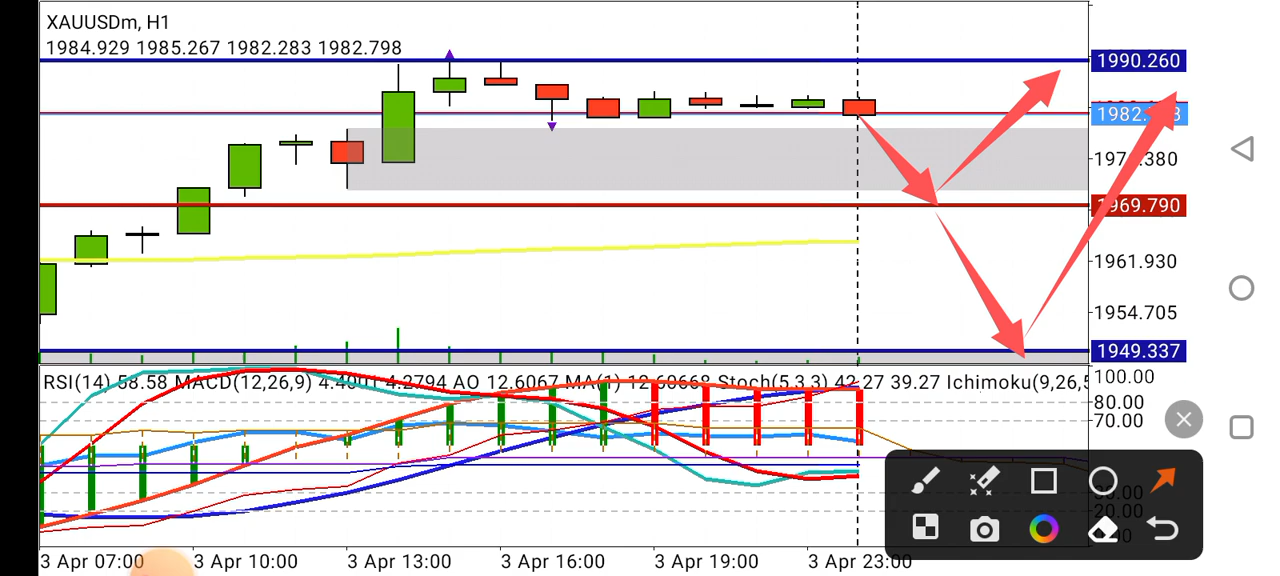 XAUUSDm, H1
1984.929 1985.267 1982.283 1982.798
1990.260
1969.790
1961.930
1954.705
1949.337
RSI(14) 58.58 MACD(12,26,9) 4.4001 4.2794 AO 12.6067 MA(1) 12.60668 Stoch(5,3,3) 42.27 39.27 Ichimoku(9,26,5
100.00
80.00
70.00
20.00
3 Apr 07:00 3 Apr 10:00 3 Apr 13:00 3 Apr 16:00 3 Apr 19:00 3 Apr 23:00